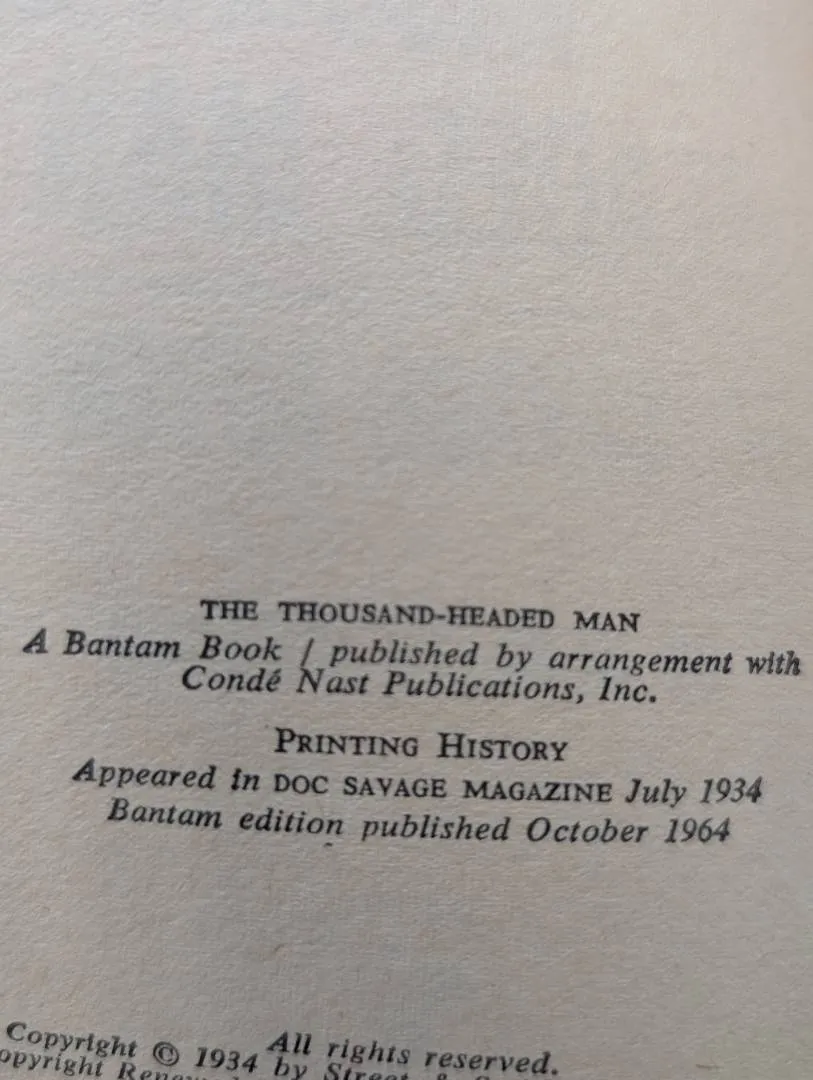 THE THOUSAND-HEADED MAN
A Bantam Book / published by arrangement with
Condé Nast Publications, Inc.
PRINTING HISTORY
Appeared in DOC SAVAGE MAGAZINE July 1934
Bantam edition published October 1964
All rights reserved.
Copyright © 1934 by Street &